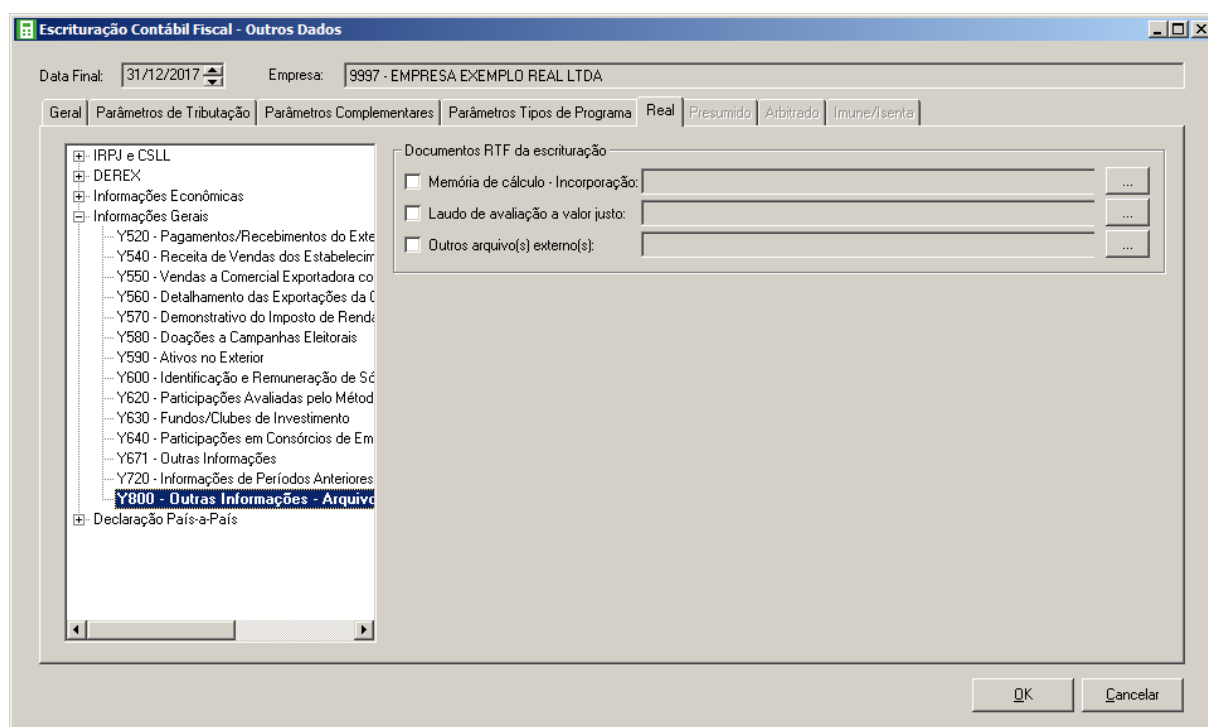 Escrituração Contábil Fiscal - Outros Dados
Data Final: 31/12/2017 Empresa: 9997 - EMPRESA EXEMPLO REAL LTDA
Geral Parâmetros de Tributação Parâmetros Complementares Parâmetros Tipos de Programa Real Presumido Arbitrado Imune/Isenta
IRPJ e CSLL
DEREX
Informações Econômicas
Informações Gerais
Y520 - Pagamentos/Recebimentos do Exte
Y540 - Receita de Vendas dos Estabelecim
Y550 - Vendas a Comercial Exportadora co
Y560 - Detalhamento das Exportações da C
Y570 - Demonstrativo do Imposto de Renda
Y580 - Doações a Campanhas Eleitorais
Y590 - Ativos no Exterior
Y600 - Identificação e Remuneração de Só
Y620 - Participações Avaliadas pelo Métod
Y630 - Fundos/Clubes de Investimento
Y640 - Participações em Consórcios de Em
Y671 - Outras Informações
Y720 - Informações de Períodos Anteriores
Y800 - Outras Informações - Arquivo
Declaração País-a-País
Documentos RTF da escrituração
Memória de cálculo - Incorporação: ...
Laudo de avaliação a valor justo: ...
Outros arquivo(s) externo(s): ...
OK Cancelar